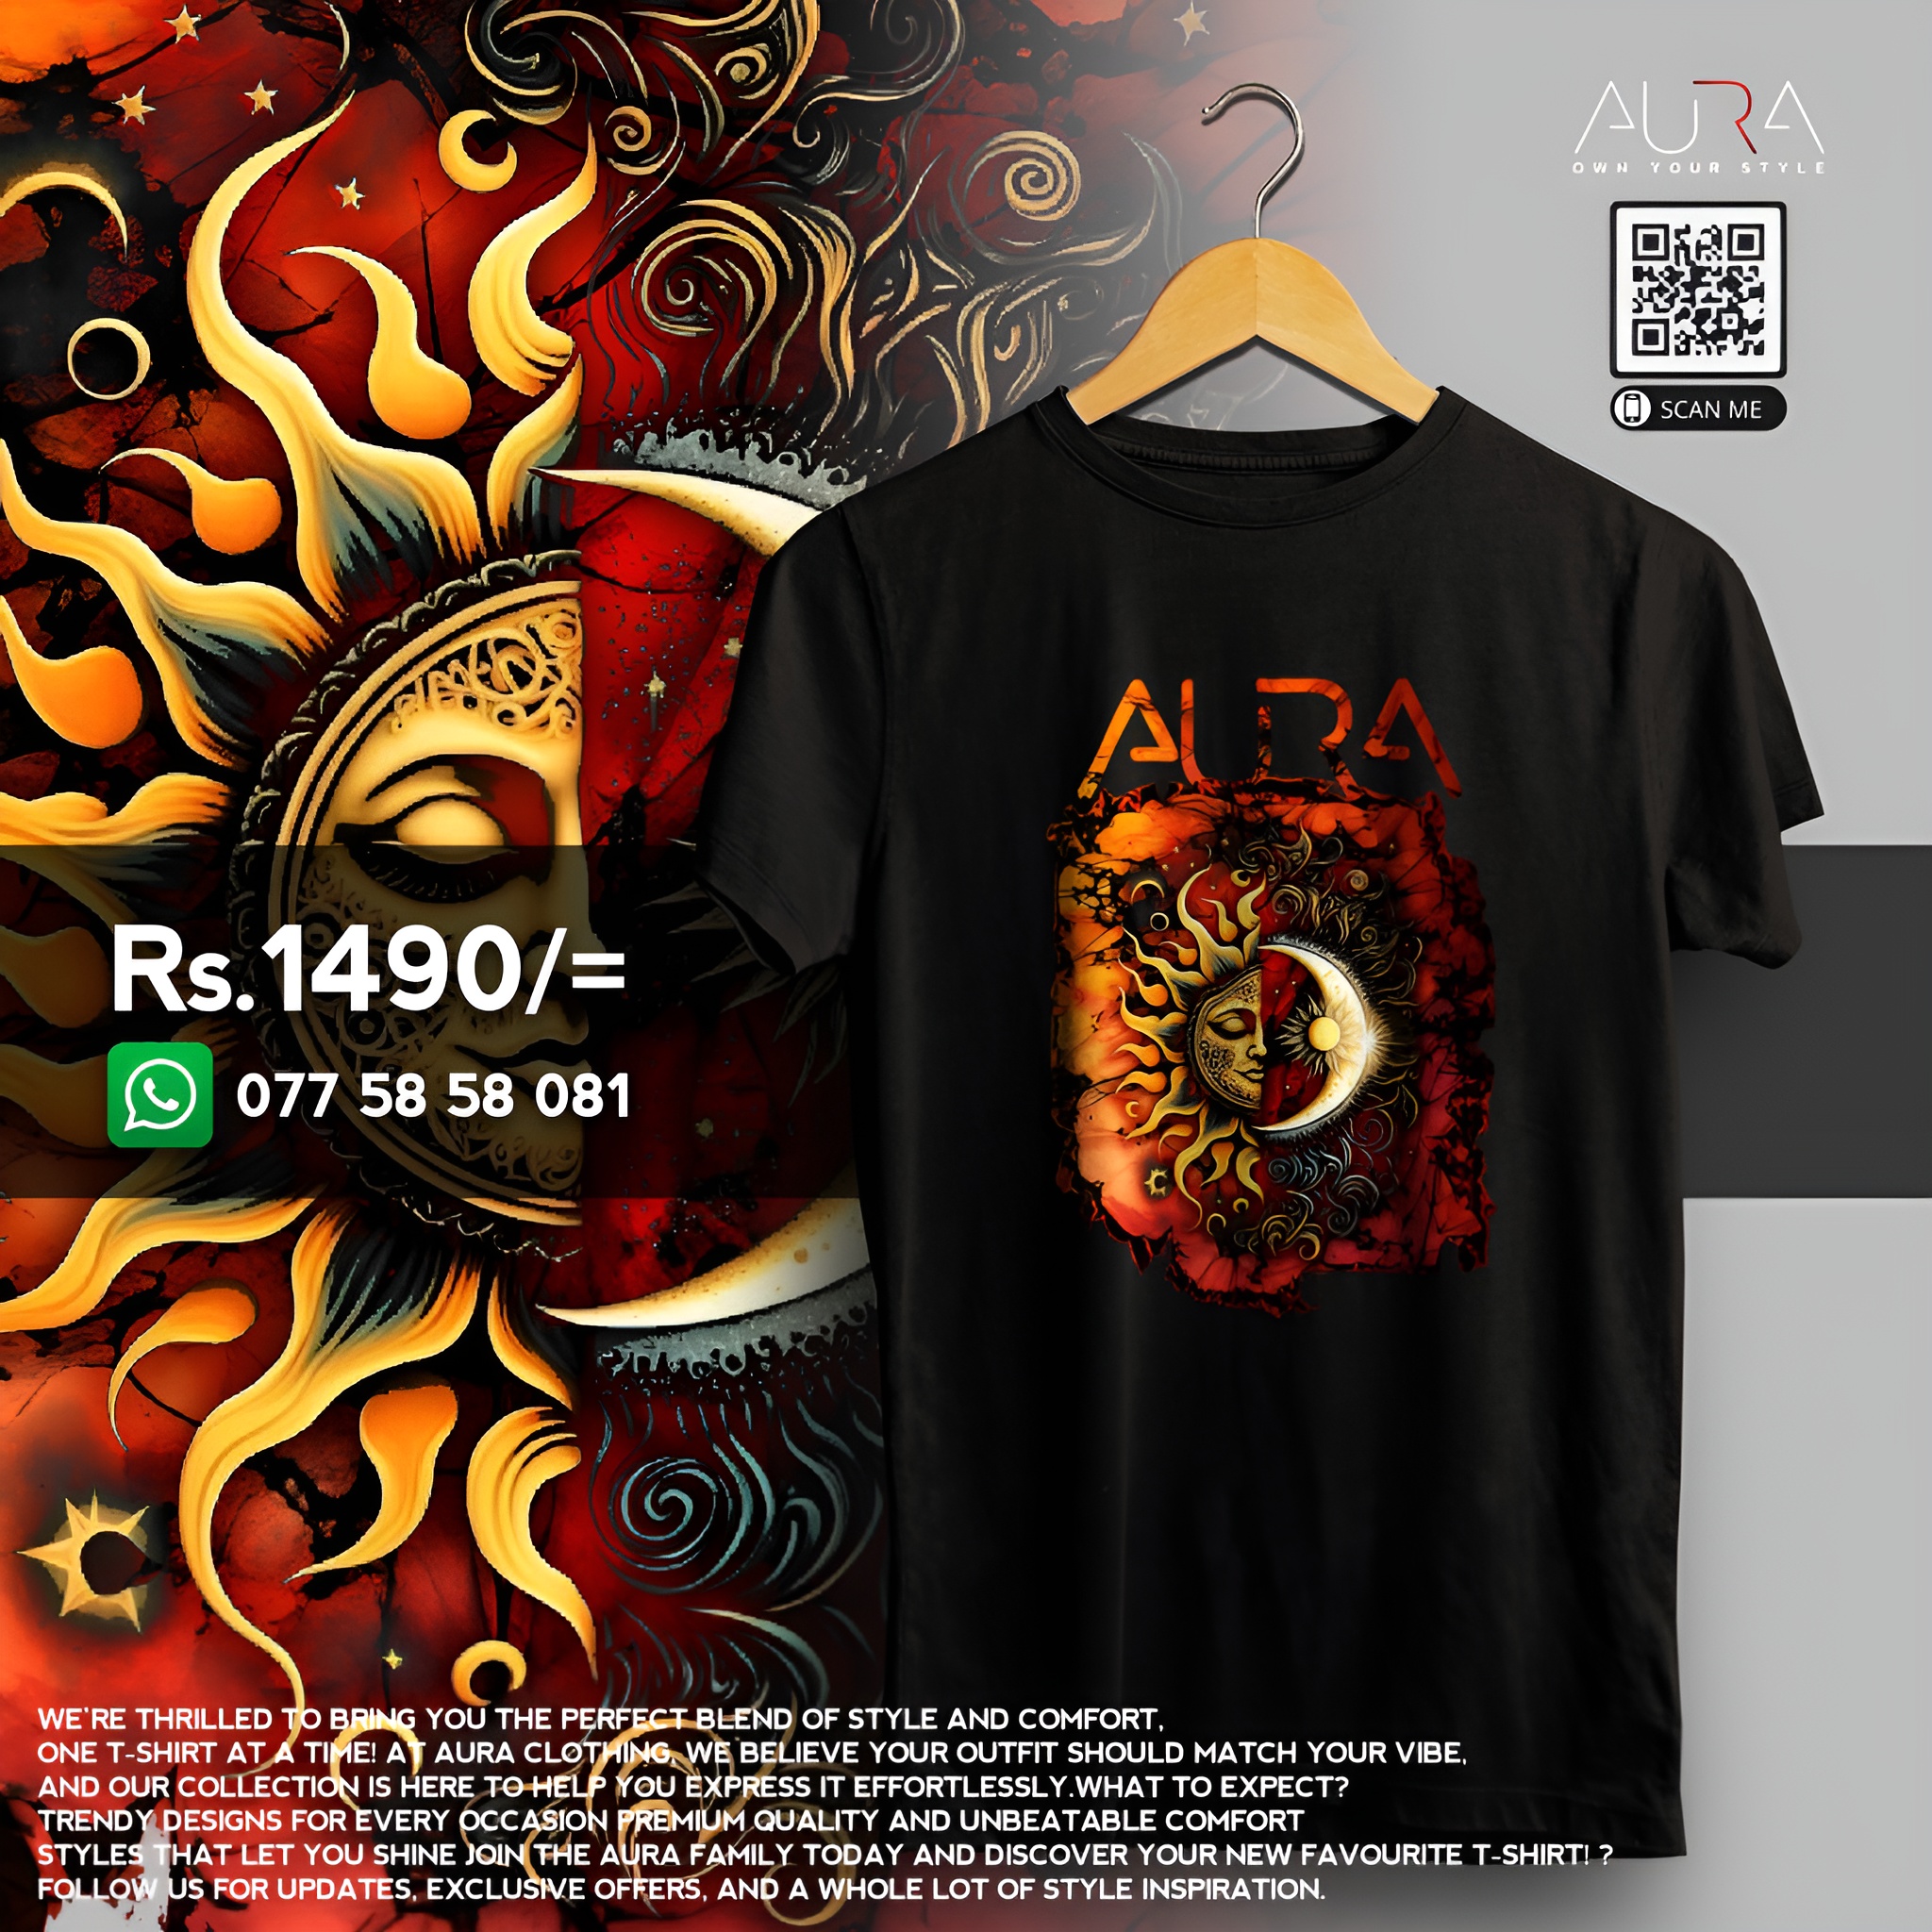 AURA
OWN YOUR STYLE
SCAN ME
AURA
Rs.1490/=
077 58 58 081
WE'RE THRILLED TO BRING YOU THE PERFECT BLEND OF STYLE AND COMFORT,
ONE T-SHIRT AT A TIME! AT AURA CLOTHING, WE BELIEVE YOUR OUTFIT SHOULD MATCH YOUR VIBE,
AND OUR COLLECTION IS HERE TO HELP YOU EXPRESS IT EFFORTLESSLY.WHAT TO EXPECT?
TRENDY DESIGNS FOR EVERY OCCASION PREMIUM QUALITY AND UNBEATABLE COMFORT
STYLES THAT LET YOU SHINE JOIN THE AURA FAMILY TODAY AND DISCOVER YOUR NEW FAVOURITE T-SHIRT! ?
FOLLOW US FOR UPDATES, EXCLUSIVE OFFERS, AND A WHOLE LOT OF STYLE INSPIRATION.